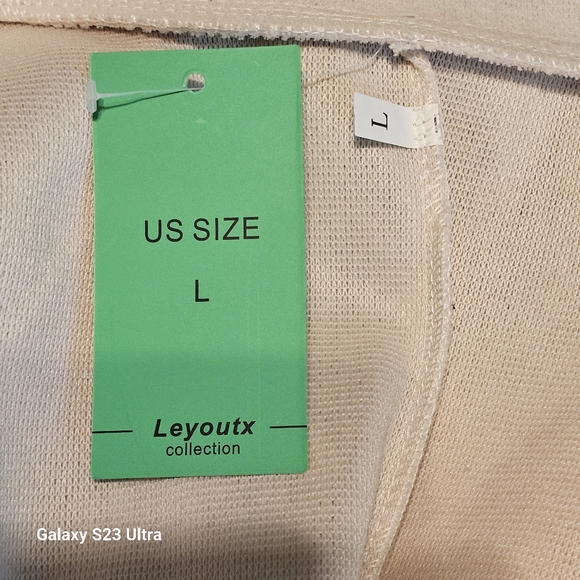 US SIZE
L
Leyoutx
collection
L
Galaxy S23 Ultra